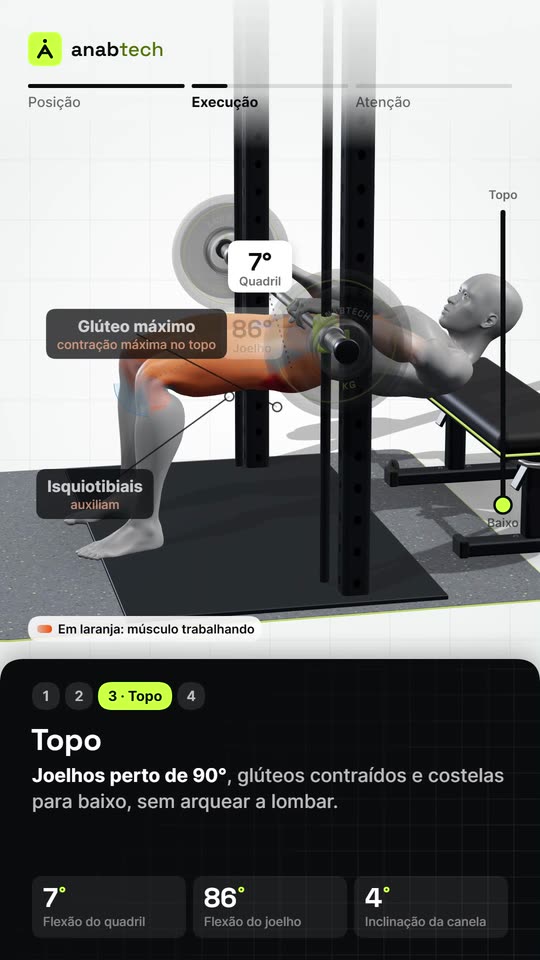 anabtech
Posição
Execução
Atenção
Topo
7°
Quadril
Glúteo máximo
contração máxima no topo
86°
Joelho
KG
Isquiotibiais
auxiliam
Baixo
Em laranja: músculo trabalhando
1
2
3 · Topo
4
Topo
Joelhos perto de 90°, glúteos contraídos e costelas
para baixo, sem arquear a lombar.
7°
86°
4°
Flexão do quadril
Flexão do joelho
Inclinação da canela